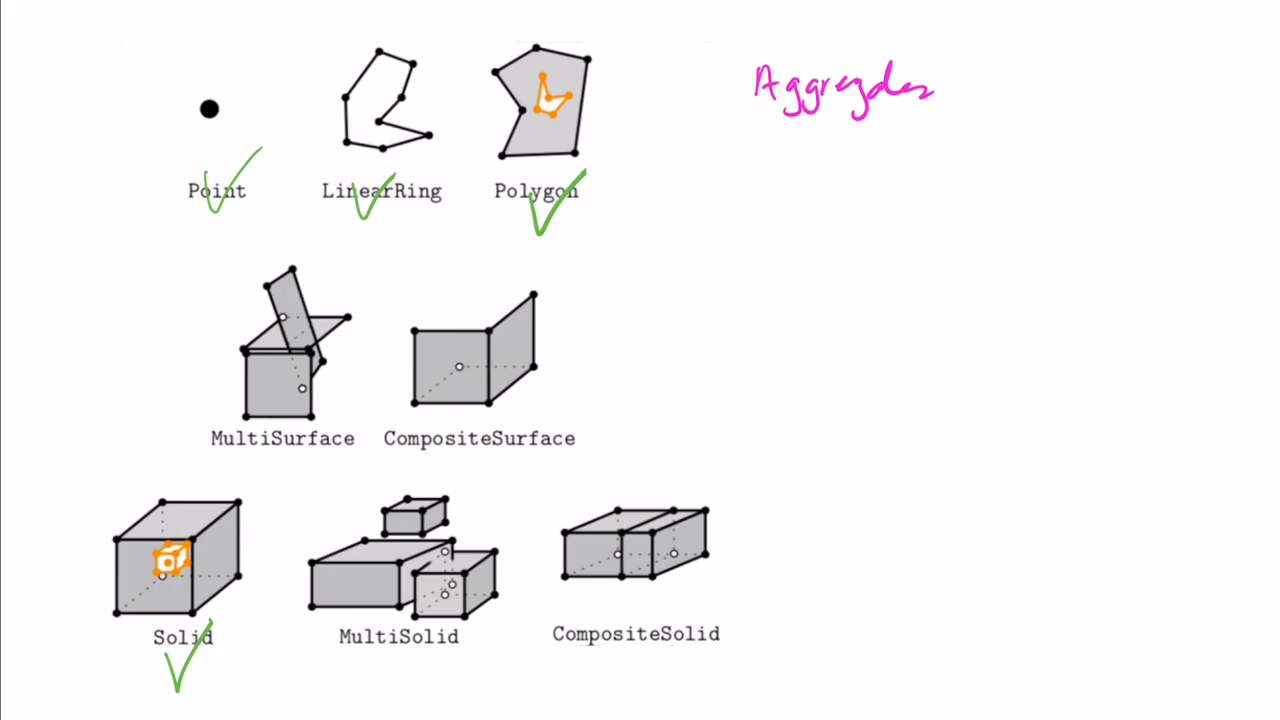 Aggregates
Point LinearRing Polygon
MultiSurface CompositeSurface
Solid MultiSolid CompositeSolid